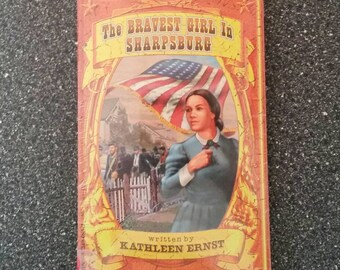 The BRAVEST GIRL in
SHARPSBURG
written by
KATHLEEN ERNST